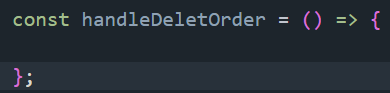 const handleDeletOrder = () => {
};